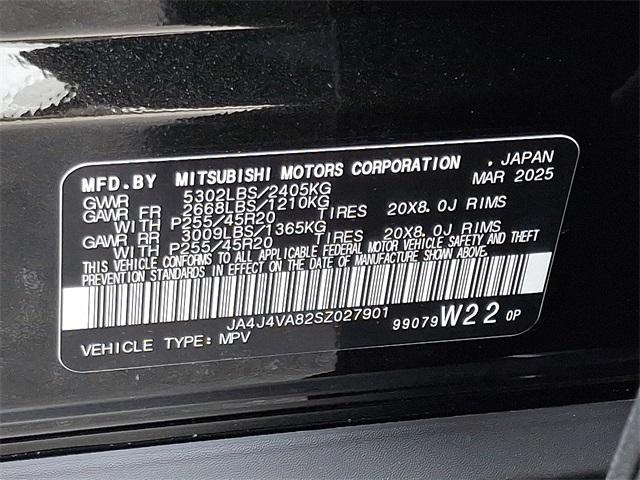 MFD.BY MITSUBISHI MOTORS CORPORATION , JAPAN
GVWR 5302LBS/2405KG MAR 2025
GAWR FR 2668LBS/1210KG
WITH P255/45R20 TIRES 20X8.0J RIMS
GAWR RR 3009LBS/1365KG
WITH P255/45R20 TIRES 20X8.0J RIMS
THIS VEHICLE CONFORMS TO ALL APPLICABLE FEDERAL MOTOR VEHICLE SAFETY AND THEFT
PREVENTION STANDARDS IN EFFECT ON THE DATE OF MANUFACTURE SHOWN ABOVE.
JA4J4VA82SZ027901
99079 W22 OP
VEHICLE TYPE: MPV